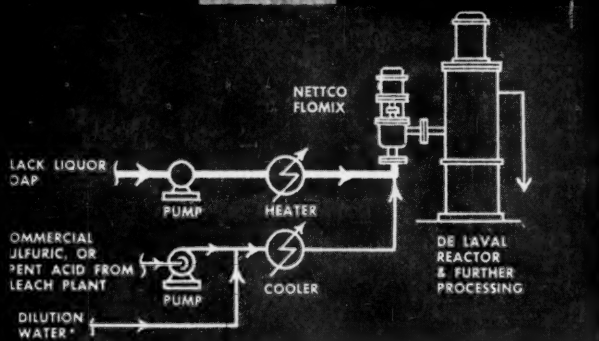 NETTCO
FLOMIX
LACK LIQUOR
OAP
PUMP
HEATER
OMMERCIAL
ULFURIC, OR
PENT ACID FROM
LEACH PLANT
PUMP
COOLER
DE LAVAL
REACTOR
& FURTHER
PROCESSING
DILUTION
WATER*